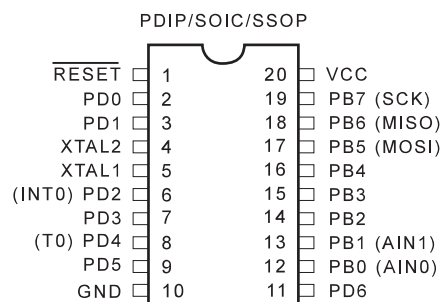 PDIP/SOIC/SSOP
RESET 1 20 VCC
PD0 2 19 PB7 (SCK)
PD1 3 18 PB6 (MISO)
XTAL2 4 17 PB5 (MOSI)
XTAL1 5 16 PB4
(INT0) PD2 6 15 PB3
PD3 7 14 PB2
(T0) PD4 8 13 PB1 (AIN1)
PD5 9 12 PB0 (AIN0)
GND 10 11 PD6